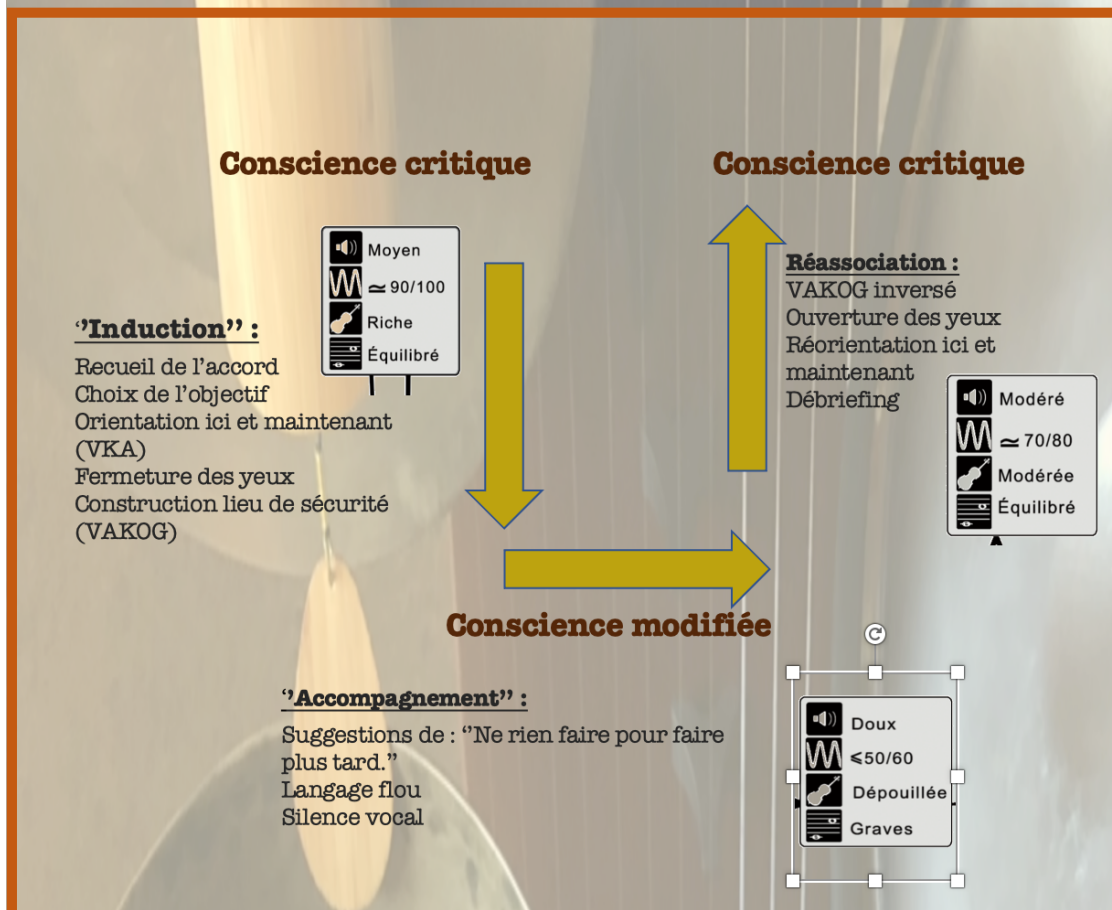 Conscience critique
Conscience critique
Moyen
≃ 90/100
Riche
Équilibré
‘’Induction’’ :
Recueil de l’accord
Choix de l’objectif
Orientation ici et maintenant
(VKA)
Fermeture des yeux
Construction lieu de sécurité
(VAKOG)
Réassociation :
VAKOG inversé
Ouverture des yeux
Réorientation ici et
maintenant
Débriefing
Modéré
≃ 70/80
Modérée
Équilibré
Conscience modifiée
‘’Accompagnement’’ :
Suggestions de : ‘’Ne rien faire pour faire
plus tard.’’
Langage flou
Silence vocal
Doux
⩽50/60
Dépouillée
Graves